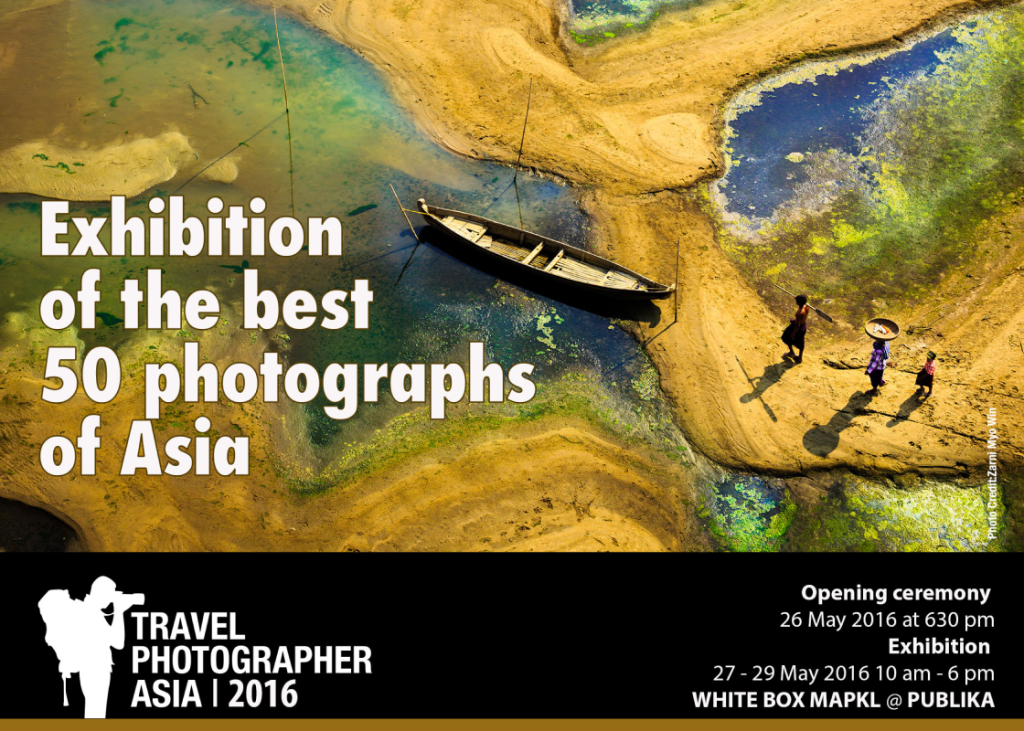 Exhibition
of the best
50 photographs
of Asia
Photo Credit:Zarni Myo Win
TRAVEL
PHOTOGRAPHER
ASIA | 2016
Opening ceremony
26 May 2016 at 630 pm
Exhibition
27 - 29 May 2016 10 am - 6 pm
WHITE BOX MAPKL @ PUBLIKA